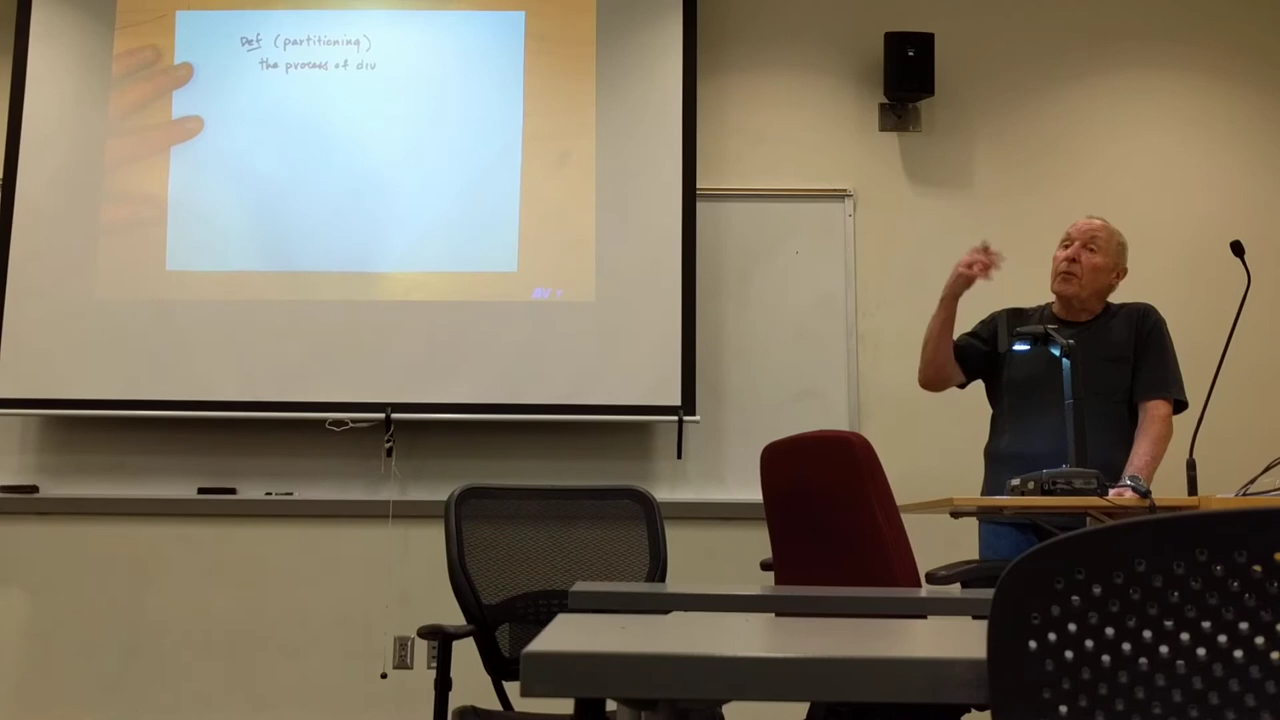 Def (partitioning)
the process of div